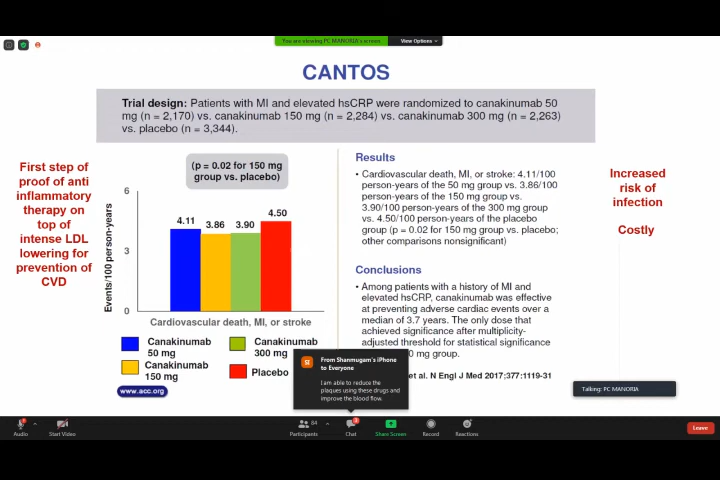 You are viewing PC MANORIA's screen
View Options
CANTOS
Trial design: Patients with MI and elevated hsCRP were randomized to canakinumab 50
mg (n = 2,170) vs. canakinumab 150 mg (n = 2,284) vs. canakinumab 300 mg (n = 2,263)
vs. placebo (n = 3,344).
First step of
proof of anti
inflammatory
therapy on
top of
intense LDL
lowering for
prevention of
CVD
(p = 0.02 for 150 mg
group vs. placebo)
Events/100 person-years
6
3
0
4.11
3.86
3.90
4.50
Cardiovascular death, MI, or stroke
Canakinumab
50 mg
Canakinumab
300 mg
Canakinumab
150 mg
Placebo
www.acc.org
Results
• Cardiovascular death, MI, or stroke: 4.11/100
person-years of the 50 mg group vs. 3.86/100
person-years of the 150 mg group vs.
3.90/100 person-years of the 300 mg group
vs. 4.50/100 person-years of the placebo
group (p = 0.02 for 150 mg vs. placebo;
other comparisons nonsignificant)
Conclusions
• Among patients with a history of MI and
elevated hsCRP, canakinumab was effective
at preventing adverse cardiac events over a
median of 3.7 years. The only dose that
achieved significance after multiplicity-
adjusted threshold for statistical significance
0 mg group.
et al. N Engl J Med 2017;377:1119-31
Increased
risk of
infection
Costly
From Shanmugam's iPhone
to Everyone
I am able to reduce the
plaques using these drugs and
improve the blood flow.
Talking: PC MANORIA
Audio
Start Video
84
Participants
Chat
Share Screen
Record
Reactions
Leave